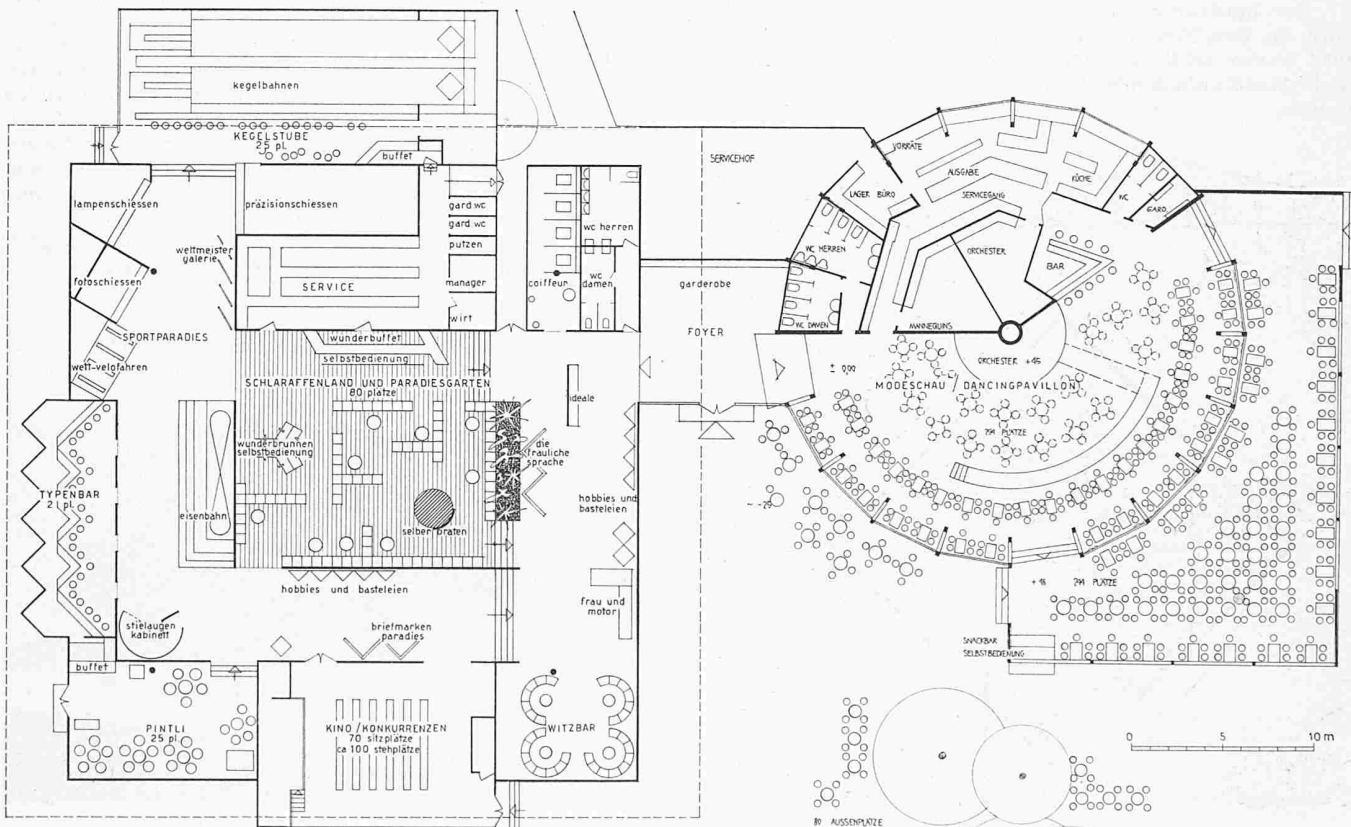 kegelbahnen
KEGELSTUBE
25 pl.
buffet
lampenschiessen
präzisionschiessen
gard. wc
gard. wc
putzen
manager
wirt
weltmeister
galerie
fotoschiessen
SERVICE
SPORTPARADIES
wett-velofahren
wunderbuffet
selbstbedienung
SCHLARAFFENLAND UND PARADIESGARTEN
80 plätze
wunderbrunnen
selbstbedienung
eisenbahn
selber braten
TYPENBAR
21 pl.
stielaugen
kabinett
buffet
PINTLI
25 pl.
hobbies und basteleien
briefmarken
paradies
KINO / KONKURRENZEN
70 sitzplätze
ca 100 stehplätze
coiffeur
wc herren
wc
damen
ideale
die
frauliche
sprache
hobbies und
basteleien
frau und
motor
WITZBAR
garderobe
FOYER
SERVICEHOF
VORRÄTE
LAGER
BÜRO
AUSGABE
SERVICEGANG
KÜCHE
WC
GARD.
WC HERREN
WC DAMEN
ORCHESTER
BAR
MANNEQUINS
ORCHESTER
± 0,00
MODESCHAU / DANCINGPAVILLON
PLÄTZE
PLÄTZE
SNACKBAR
SELBSTBEDIENUNG
0 5 10 m
80 AUSSENPLÄTZE